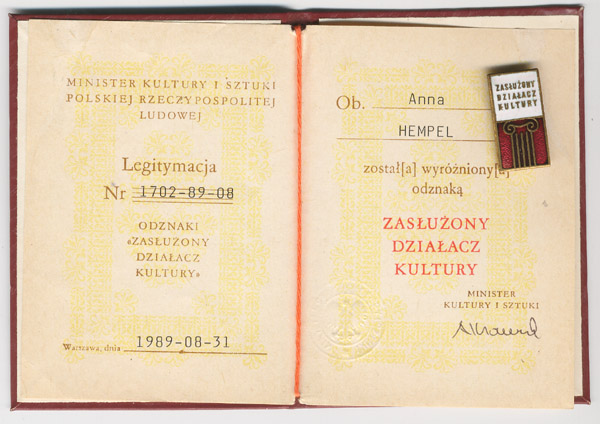 MINISTER KULTURY I SZTUKI
POLSKIEJ RZECZYPOSPOLITEJ
LUDOWEJ
Legitymacja
Nr 1702-89-08
ODZNAKI
«ZASŁUŻONY
DZIAŁACZ
KULTURY»
Warszawa, dnia 1989-08-31
Ob. Anna
HEMPEL
został[a] wyróżniony[a]
odznaką
ZASŁUŻONY
DZIAŁACZ
KULTURY
MINISTER
KULTURY I SZTUKI
ZASŁUŻONY
DZIAŁACZ
KULTURY